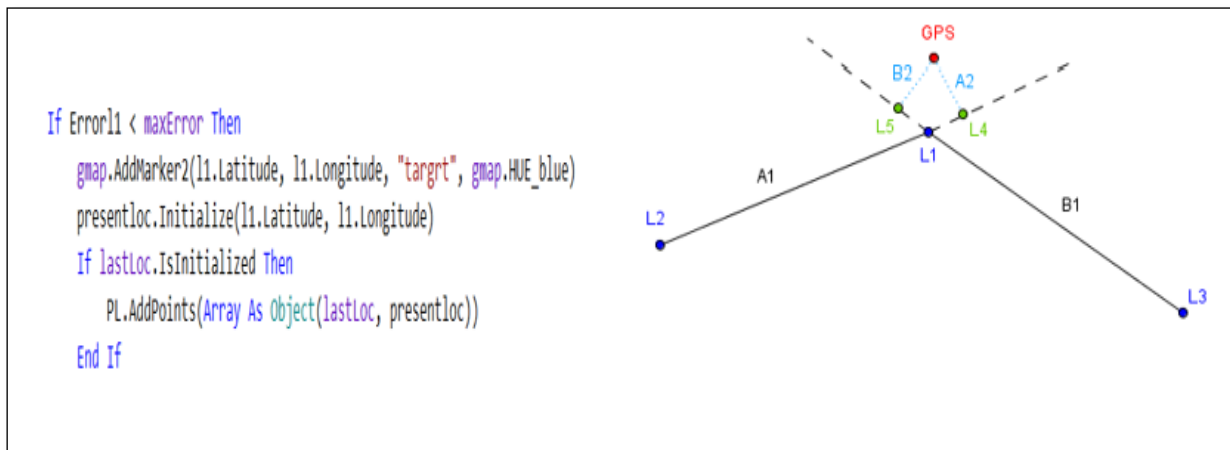 If Errorl1 < maxError Then
gmap.AddMarker2(l1.Latitude, l1.Longitude, "targrt", gmap.HUE_blue)
presentloc.Initialize(l1.Latitude, l1.Longitude)
If lastLoc.IsInitialized Then
PL.AddPoints(Array As Object(lastLoc, presentloc))
End If
GPS
B2
A2
L5
L4
L1
A1
L2
B1
L3